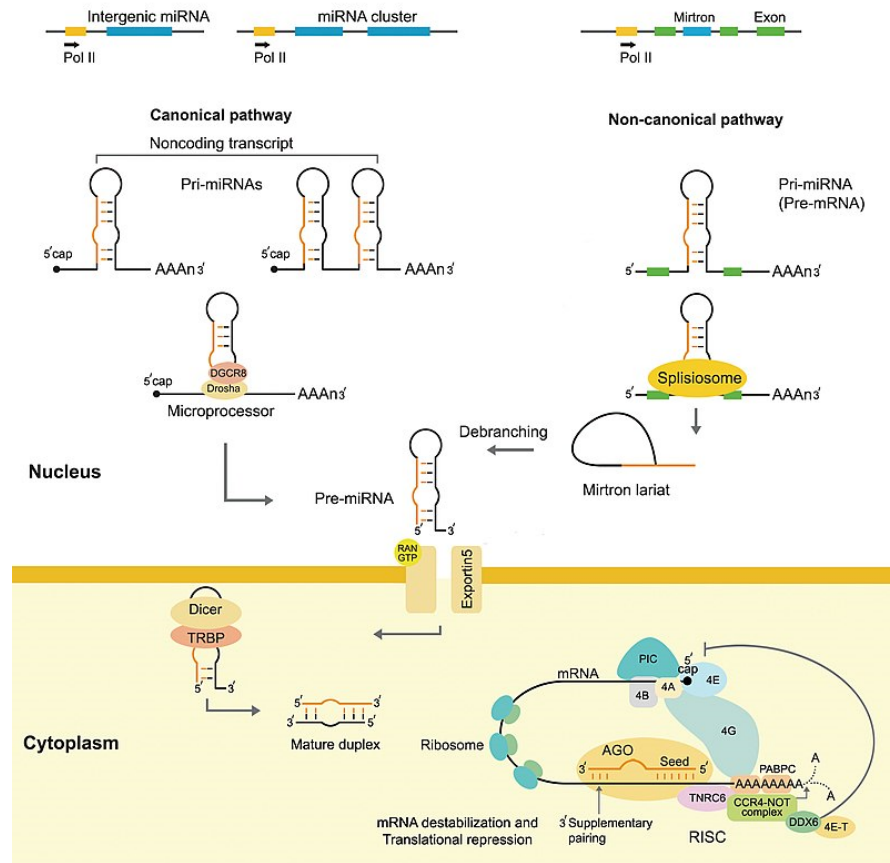 Intergenic miRNA
miRNA cluster
Mirtron
Exon
Pol II
Pol II
Pol II
Canonical pathway
Non-canonical pathway
Noncoding transcript
Pri-miRNAs
Pri-miRNA
(Pre-mRNA)
5′cap
AAAn3′
5′cap
AAAn3′
5′
AAAn3′
DGCR8
Drosha
5′cap
AAAn3′
Microprocessor
Splisiosome
5′
AAAn3′
Debranching
Mirtron lariat
Nucleus
Pre-miRNA
5′
3′
RAN
GTP
Exportin5
Dicer
TRBP
5′
3′
5′
3′
3′
5′
Mature duplex
Cytoplasm
mRNA
PIC
5′
cap
4E
4B
4A
4G
Ribosome
AGO
3′
Seed
5′
PABPC
A
AAAAAAAA
A
TNRC6
CCR4-NOT
complex
DDX6
4E-T
RISC
mRNA destabilization and
Translational repression
3′Supplementary
pairing